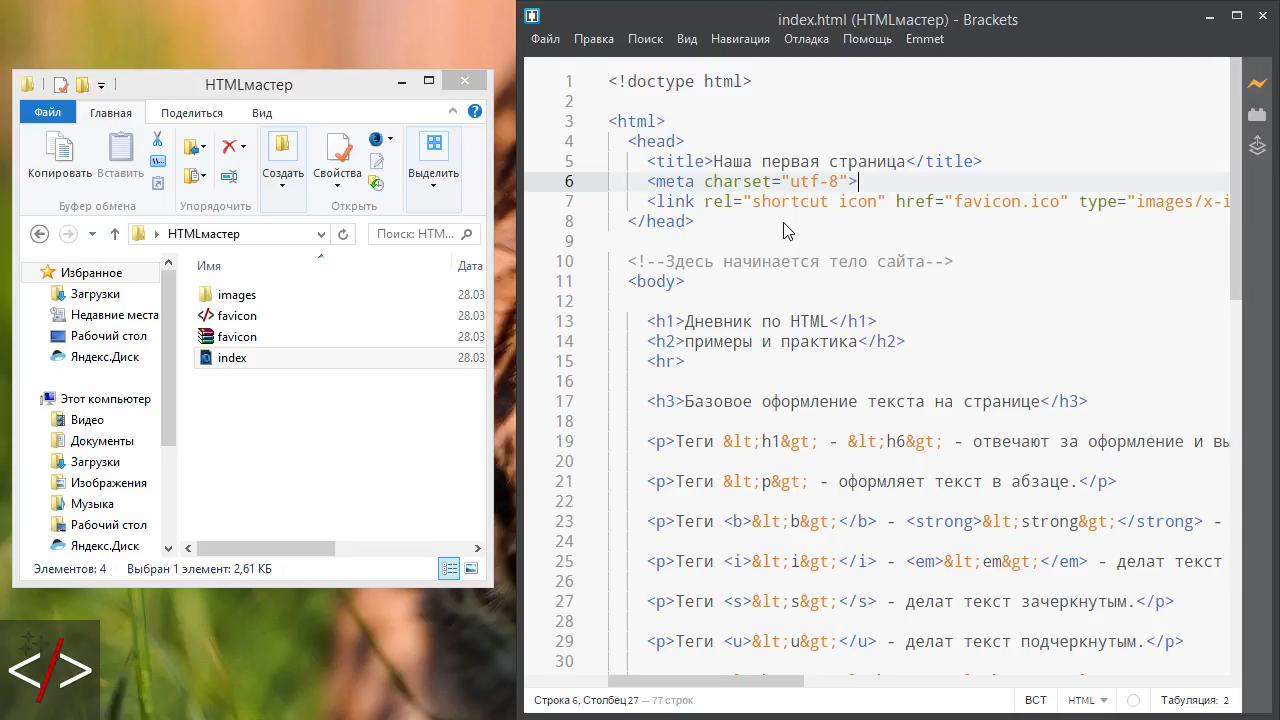 HTMLмастер
Файл
Главная
Поделиться
Вид
Копировать
Вставить
Буфер обмена
Упорядочить
Создать
Свойства
Открыть
Выделить
HTMLмастер
Поиск: HTM...
Избранное
Загрузки
Недавние места
Рабочий стол
Яндекс.Диск
Этот компьютер
Видео
Документы
Загрузки
Изображения
Музыка
Рабочий стол
Яндекс.Диск
Имя
Дата
images 28.03
favicon 28.03
favicon 28.03
index 28.03
Элементов: 4 Выбран 1 элемент: 2,61 КБ
</>
index.html (HTMLмастер) - Brackets
Файл Правка Поиск Вид Навигация Отладка Помощь Emmet
1 <!doctype html>
2
3 <html>
4 <head>
5 <title>Наша первая страница</title>
6 <meta charset="utf-8">
7 <link rel="shortcut icon" href="favicon.ico" type="images/x-i
8 </head>
9
10 <!--Здесь начинается тело сайта-->
11 <body>
12
13 <h1>Дневник по HTML</h1>
14 <h2>примеры и практика</h2>
15 <hr>
16
17 <h3>Базовое оформление текста на странице</h3>
18
19 <p>Теги &lt;h1&gt; - &lt;h6&gt; - отвечают за оформление и вы
20
21 <p>Теги &lt;p&gt; - оформляет текст в абзаце.</p>
22
23 <p>Теги <b>&lt;b&gt;</b> - <strong>&lt;strong&gt;</strong> -
24
25 <p>Теги <i>&lt;i&gt;</i> - <em>&lt;em&gt;</em> - делат текст
26
27 <p>Теги <s>&lt;s&gt;</s> - делат текст зачеркнутым.</p>
28
29 <p>Теги <u>&lt;u&gt;</u> - делат текст подчеркнутым.</p>
30
Строка 6, Столбец 27 — 77 строк
ВСТ HTML Табуляция: 2